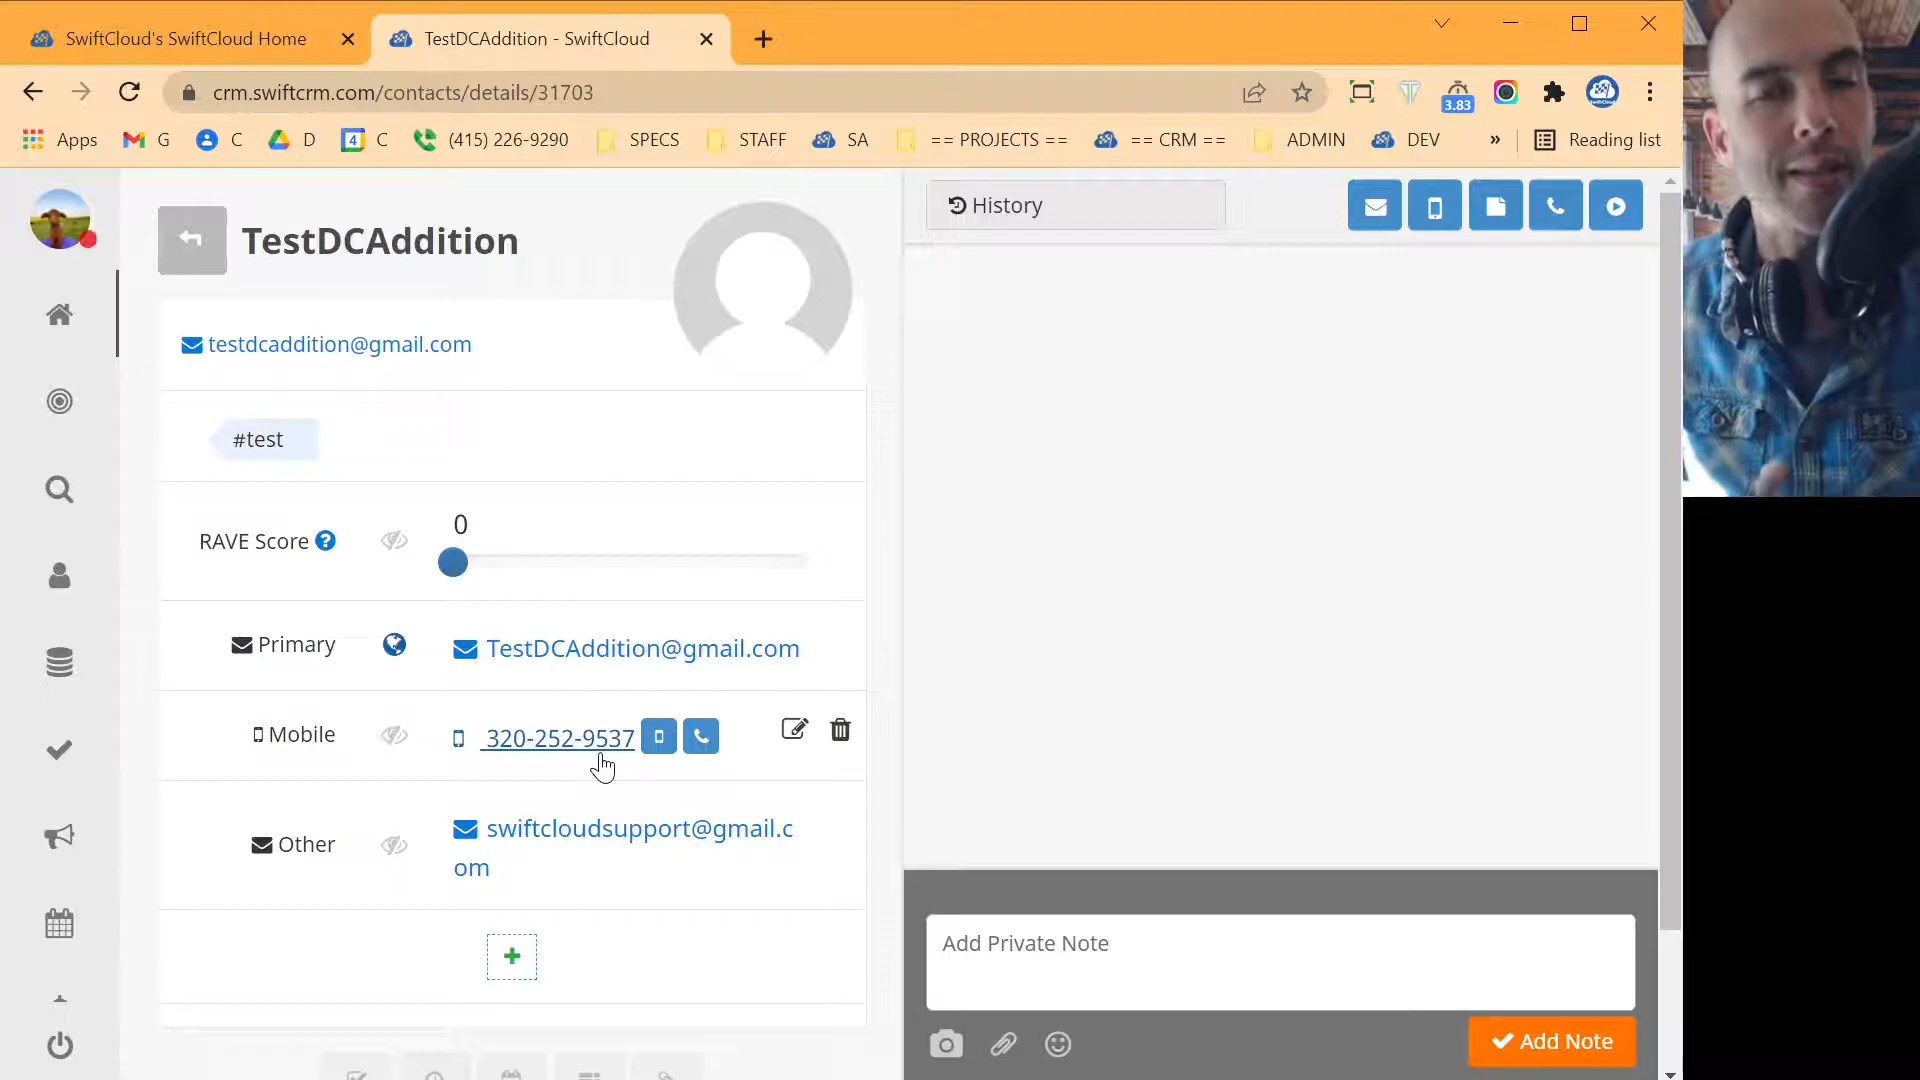 SwiftCloud's SwiftCloud Home
TestDCAddition - SwiftCloud
crm.swiftcrm.com/contacts/details/31703
3.83
Apps
G
C
D
4
C
(415) 226-9290
SPECS
STAFF
SA
== PROJECTS ==
== CRM ==
ADMIN
DEV
»
Reading list
TestDCAddition
History
testdcaddition@gmail.com
#test
RAVE Score
0
Primary
TestDCAddition@gmail.com
Mobile
320-252-9537
Other
swiftcloudsupport@gmail.c
om
Add Private Note
Add Note